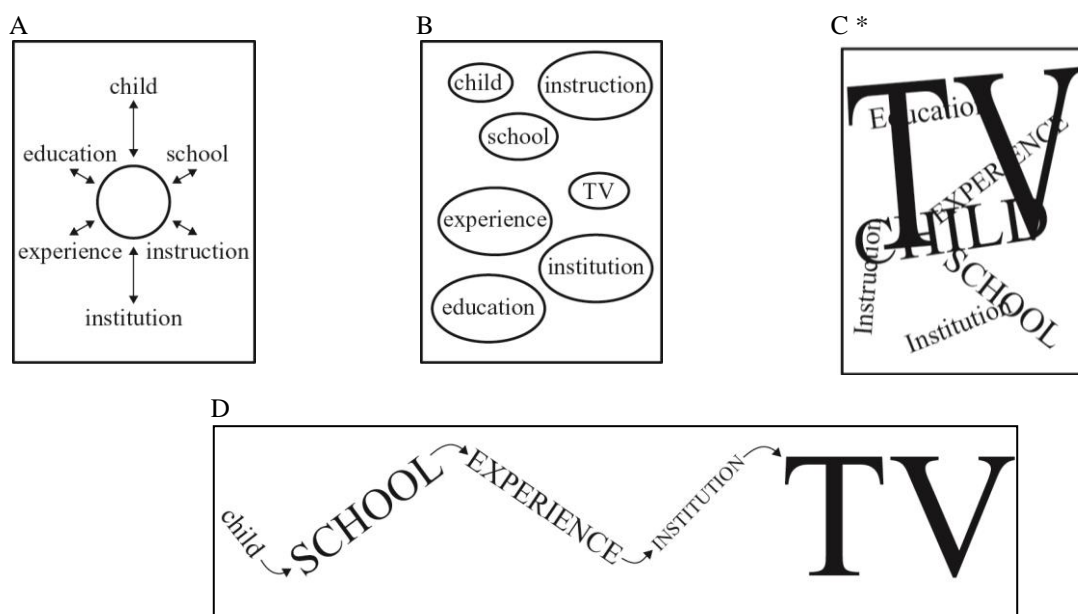 A
child
education
school
experience
instruction
institution
B
child
instruction
school
TV
experience
institution
education
C *
TV
Education
EXPERIENCE
CHILD
Instruction
SCHOOL
Institution
D
child
SCHOOL
EXPERIENCE
INSTITUTION
TV